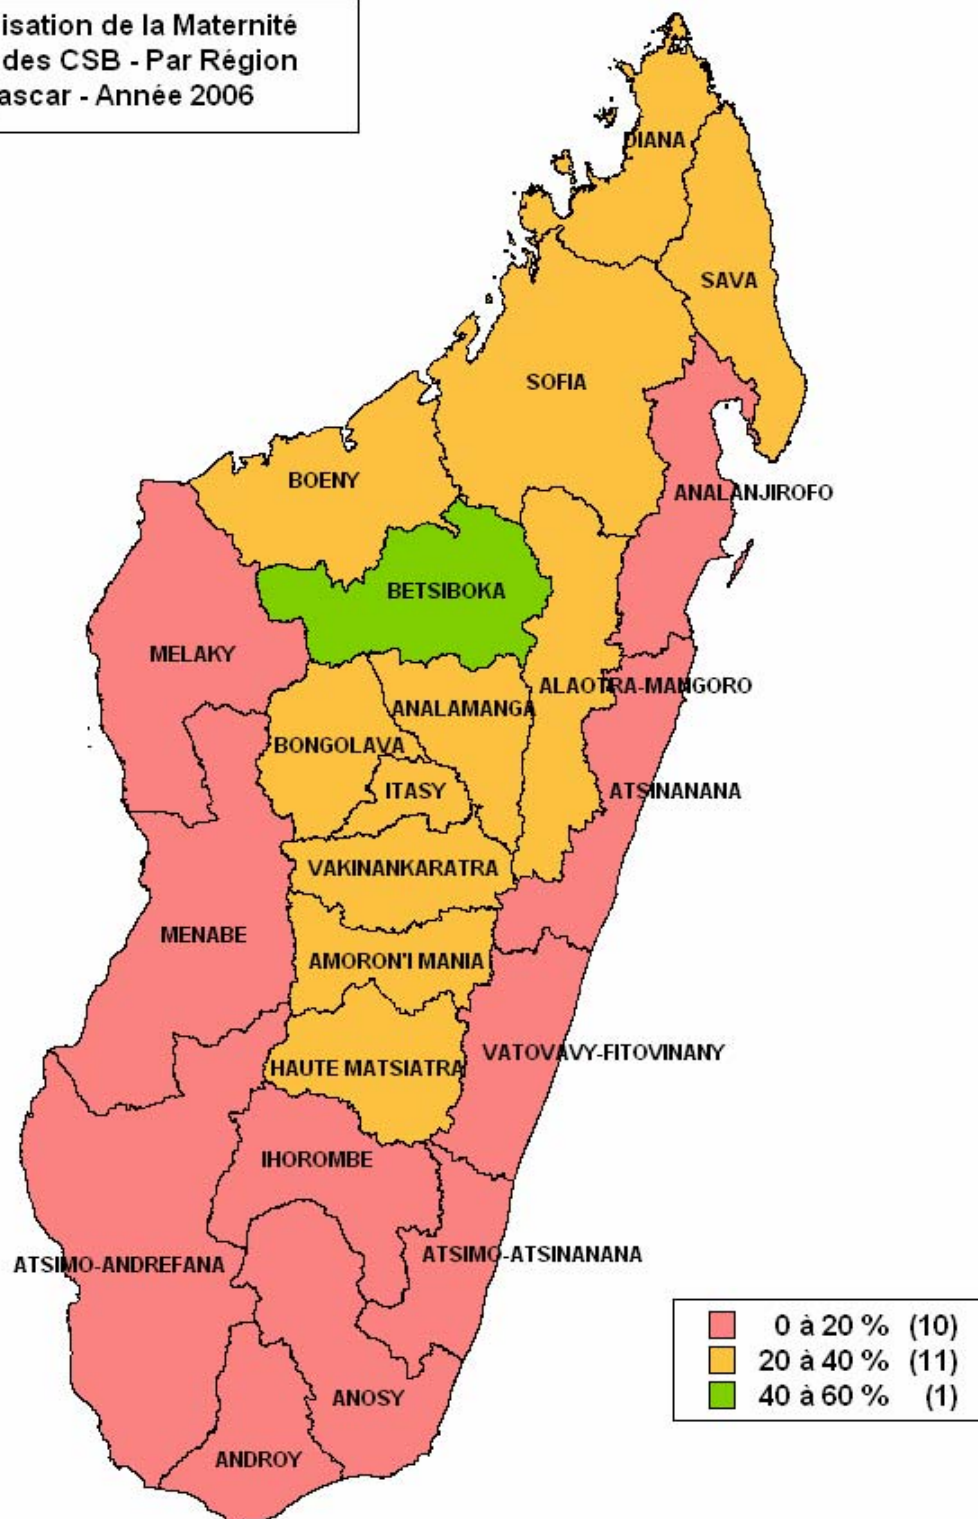 isation de la Maternité
des CSB - Par Région
ascar - Année 2006
DIANA
SAVA
SOFIA
BOENY
ANALANJIROFO
BETSIBOKA
MELAKY
ALAOTRA-MANGORO
ANALAMANGA
BONGOLAVA
ITASY
ATSINANANA
VAKINANKARATRA
MENABE
AMORON'I MANIA
VATOVAVY-FITOVINANY
HAUTE MATSIATRA
IHOROMBE
ATSIMO-ATSINANANA
ATSIMO-ANDREFANA
0 à 20 % (10)
20 à 40 % (11)
40 à 60 % (1)
ANOSY
ANDROY